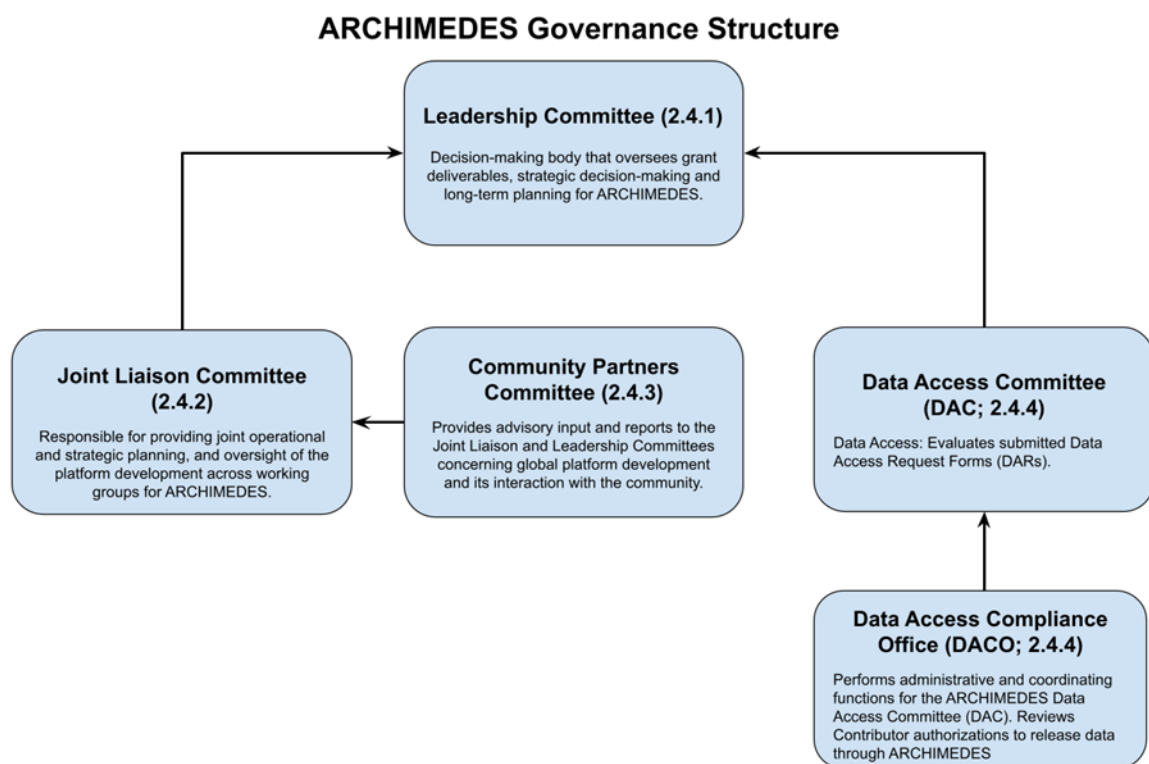 ARCHIMEDES Governance Structure
Leadership Committee (2.4.1)
Decision-making body that oversees grant
deliverables, strategic decision-making and
long-term planning for ARCHIMEDES.
Joint Liaison Committee
(2.4.2)
Responsible for providing joint operational
and strategic planning, and oversight of the
platform development across working
groups for ARCHIMEDES.
Community Partners
Committee (2.4.3)
Provides advisory input and reports to the
Joint Liaison and Leadership Committees
concerning global platform development
and its interaction with the community.
Data Access Committee
(DAC; 2.4.4)
Data Access: Evaluates submitted Data
Access Request Forms (DARs).
Data Access Compliance
Office (DACO; 2.4.4)
Performs administrative and coordinating
functions for the ARCHIMEDES Data
Access Committee (DAC). Reviews
Contributor authorizations to release data
through ARCHIMEDES